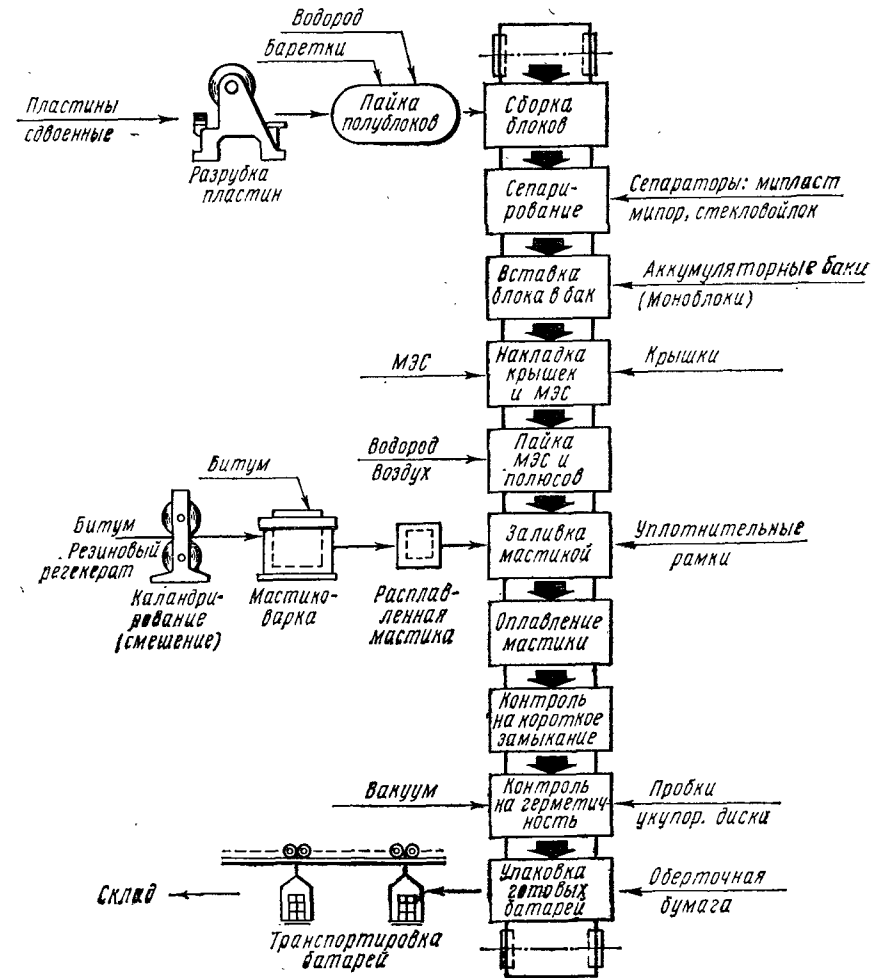 Водород
Баретки
Пластины
сдвоенные
Разрубка
пластин
Пайка
полублоков
Сборка
блоков
Сепари-
рование
Сепараторы: мипласт
мипор, стекловойлок
Вставка
блока в бак
Аккумуляторные баки
(Моноблоки)
МЭС
Накладка
крышек
и МЭС
Крышки
Водород
Воздух
Пайка
МЭС и
полюсов
Битум
Битум
Резиновый
регекерат
Каландри-
рование
(смешение)
Мастико-
варка
Расплав-
ленная
мастика
Заливка
мастикой
Уплотнительные
рамки
Оплавление
мастики
Контроль
на короткое
замыкание
Вакуум
Контроль
на герметич-
ность
Пробки
укупор. диска
Склад
Транспортировка
батарей
Упаковка
готовых
батарей
Оберточная
бумага